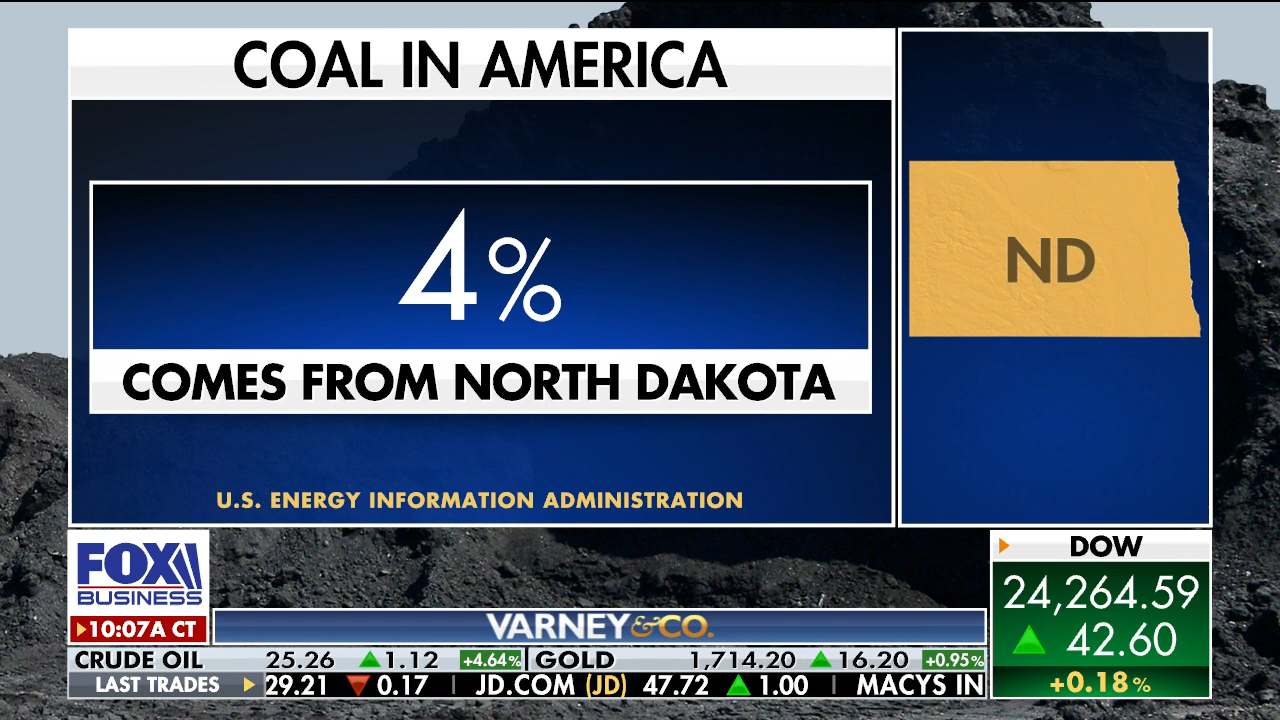 COAL IN AMERICA
4%
COMES FROM NORTH DAKOTA
U.S. ENERGY INFORMATION ADMINISTRATION
ND
FOX
BUSINESS
10:07A CT
VARNEY&CO.
CRUDE OIL 25.26 1.12 +4.64% GOLD 1,714.20 16.20 +0.95%
LAST TRADES 29.21 0.17 | JD.COM (JD) 47.72 1.00 | MACYS IN
DOW
24,264.59
42.60
+0.18%